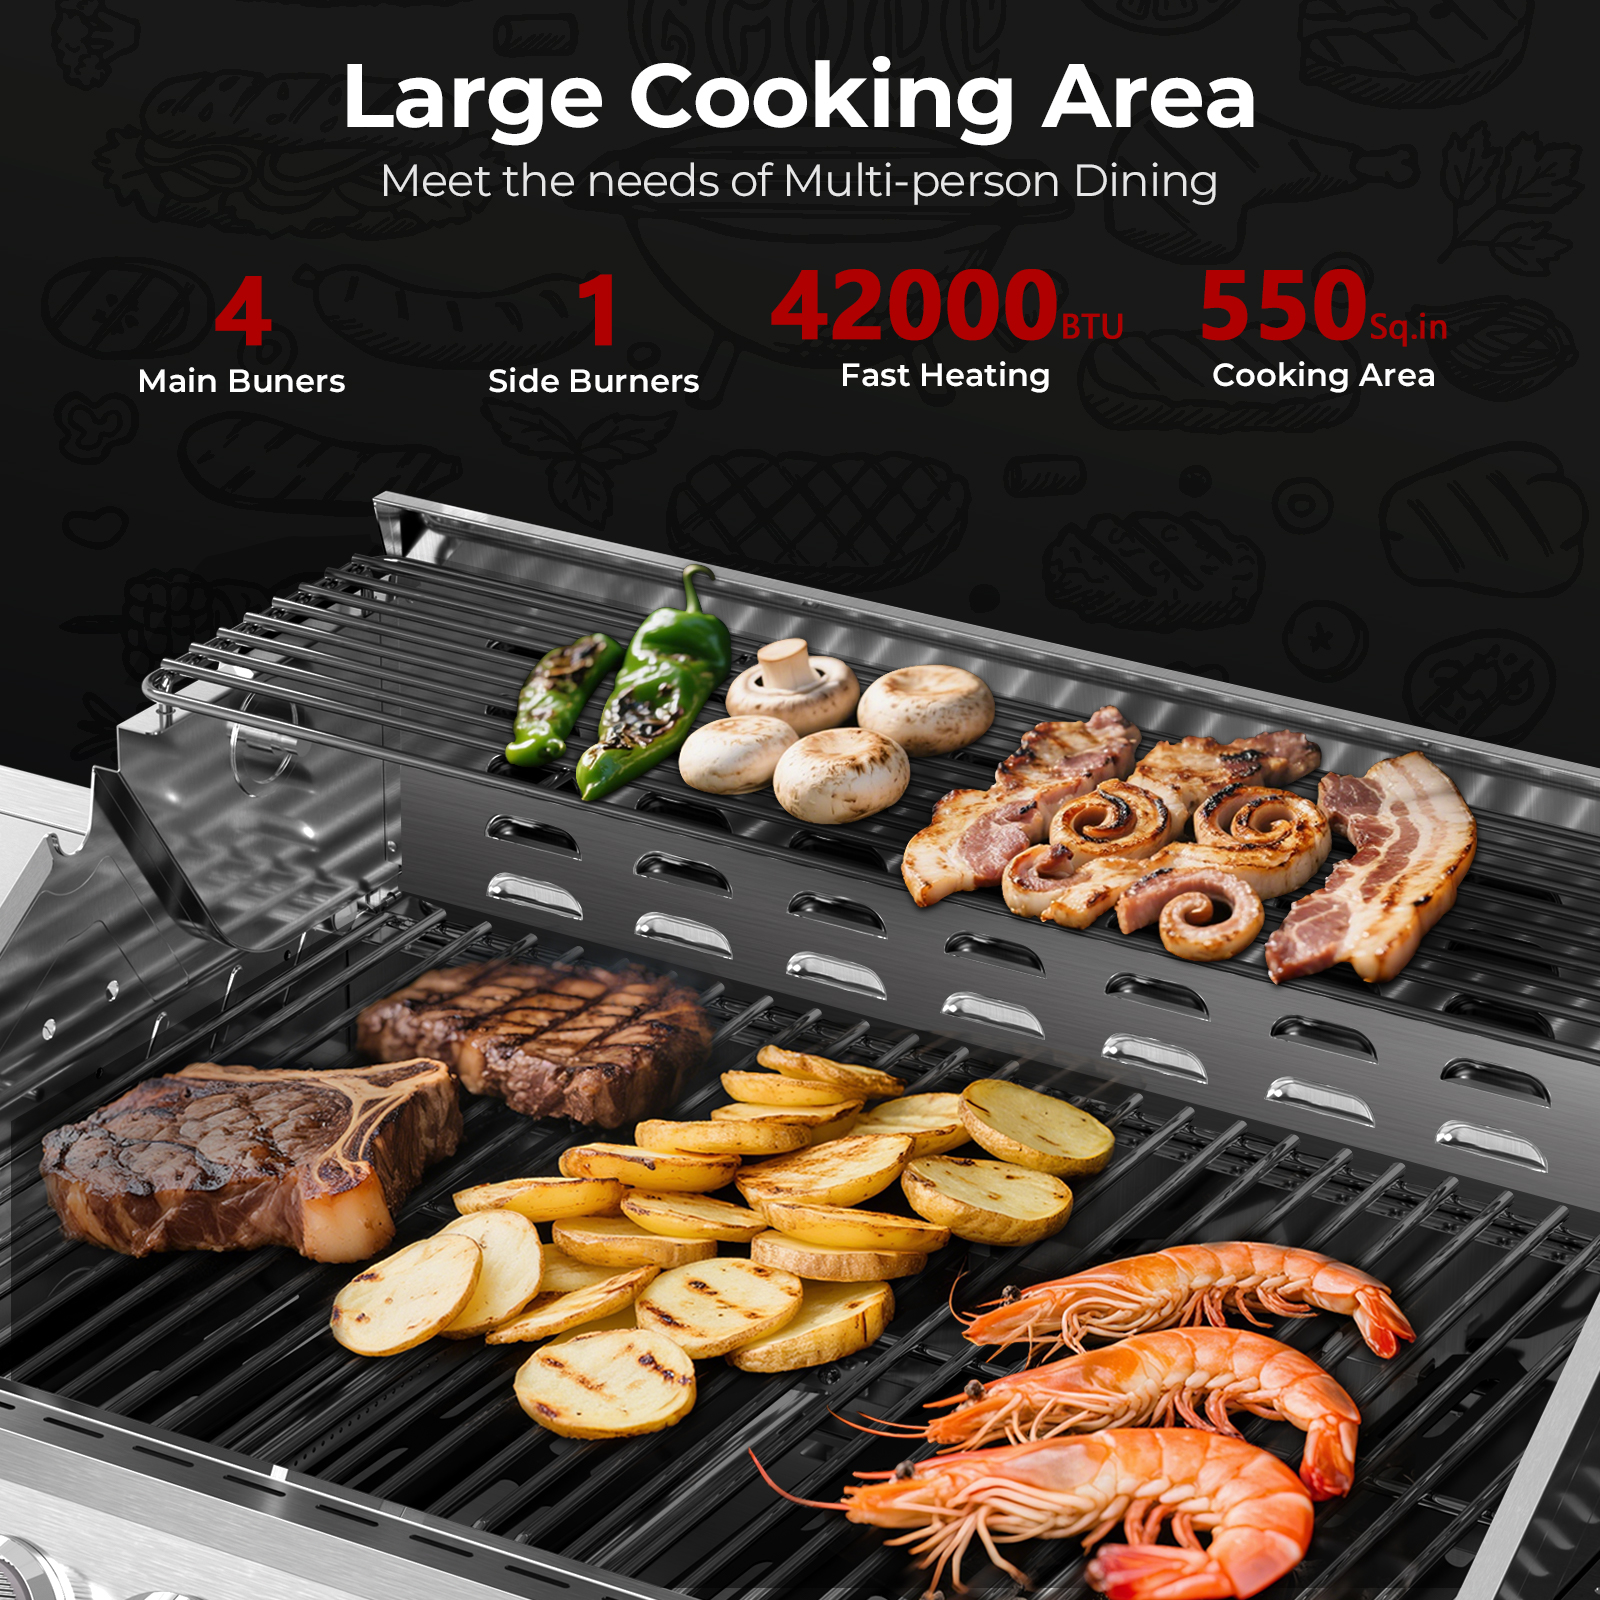 Large Cooking Area
Meet the needs of Multi-person Dining
4
Main Buners
1
Side Burners
42000BTU
Fast Heating
550Sq.in
Cooking Area